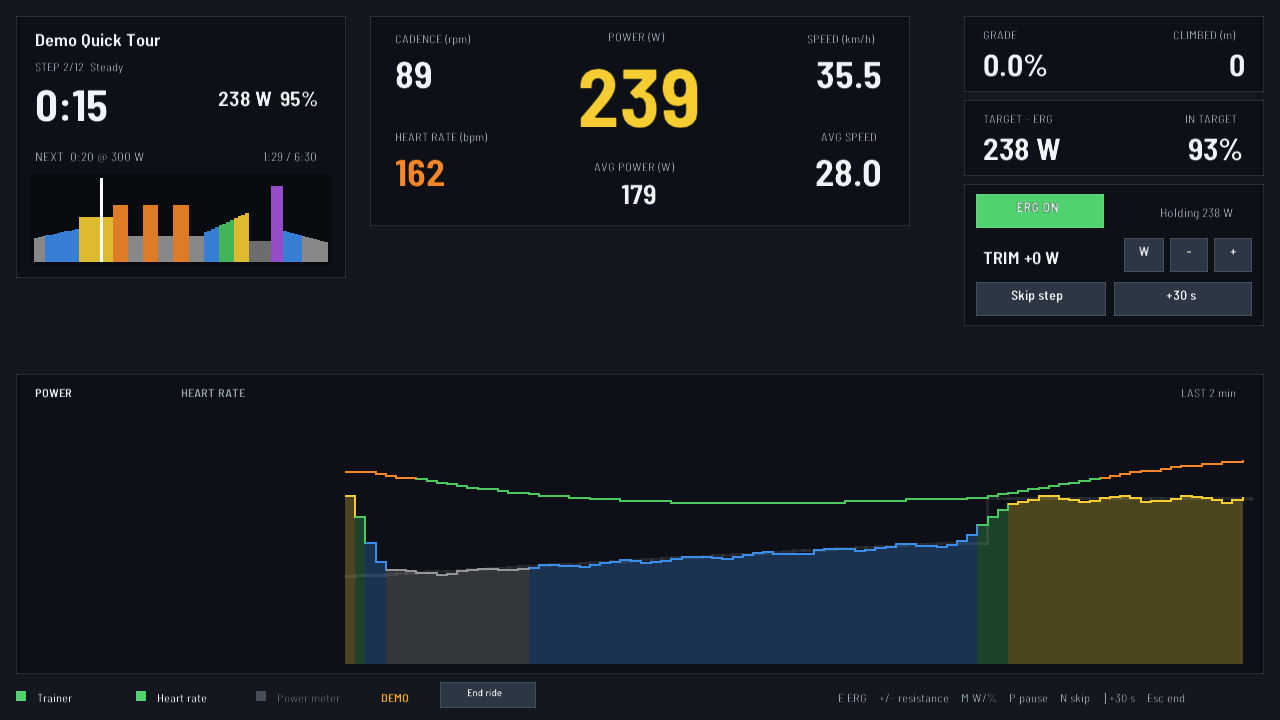 Demo Quick Tour
STEP 2/12 Steady
0:15 238 W 95%
NEXT 0:20 @ 300 W 1:29 / 6:30
CADENCE (rpm) POWER (W) SPEED (km/h)
89 239 35.5
HEART RATE (bpm) AVG POWER (W) AVG SPEED
162 179 28.0
GRADE CLIMBED (m)
0.0% 0
TARGET - ERG IN TARGET
238 W 93%
ERG ON Holding 238 W
TRIM +0 W W - +
Skip step +30 s
POWER HEART RATE LAST 2 min
Trainer Heart rate Power meter DEMO End ride E ERG +/- resistance M W/% P pause N skip ] +30 s Esc end